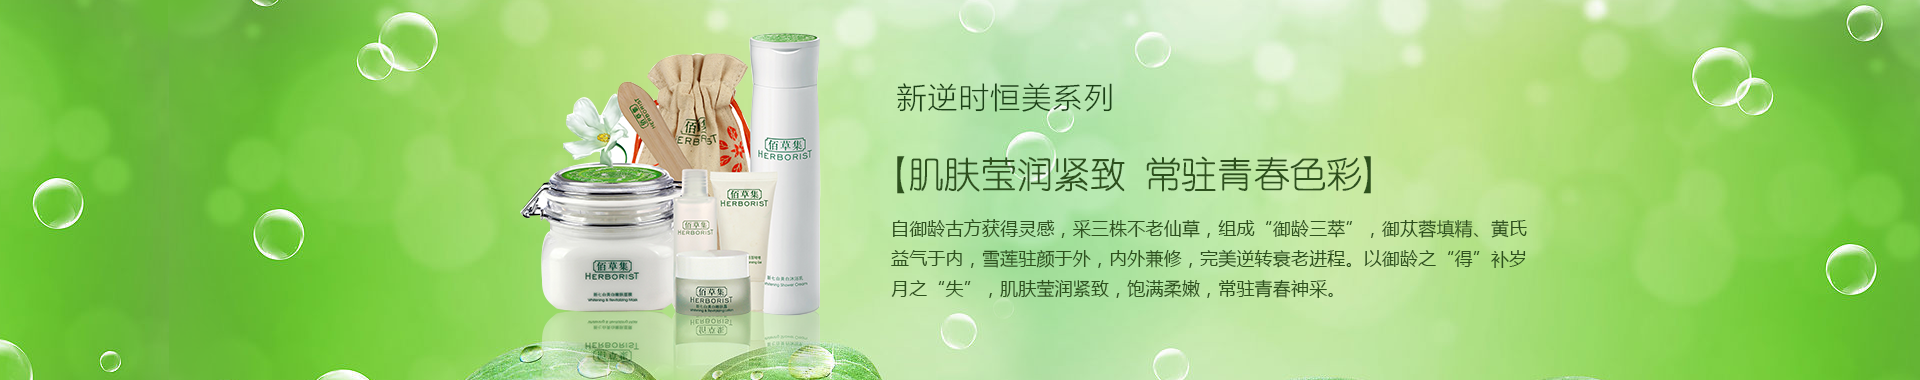 新逆时恒美系列
【肌肤莹润紧致 常驻青春色彩】
自御龄古方获得灵感，采三株不老仙草，组成“御龄三萃”，御苁蓉填精、黄氏
益气于内，雪莲驻颜于外，内外兼修，完美逆转衰老进程。以御龄之“得”补岁
月之“失”，肌肤莹润紧致，饱满柔嫩，常驻青春神采。
佰草集
HERBORIST
佰草集
HERBORIST
佰草集
HERBORIST
佰草集
HERBORIST
佰草集
HERBORIST
Whitening & Revitalizing Mask
佰草集
HERBORIST